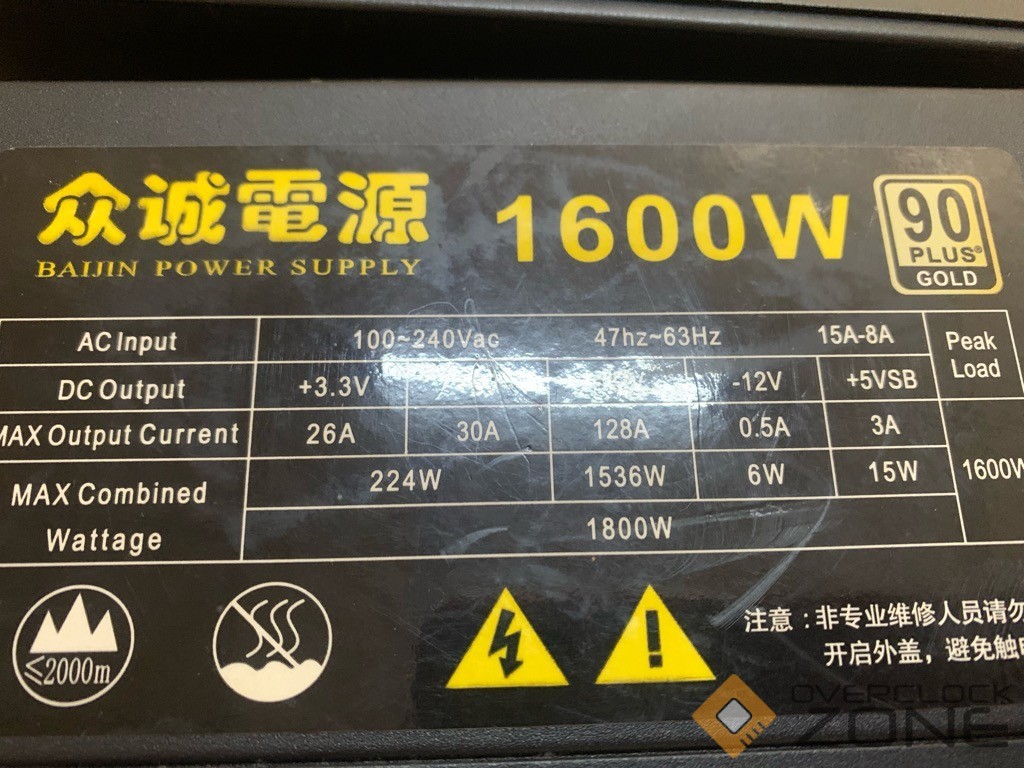 众诚電源 1600W 90
BAIJIN POWER SUPPLY PLUS®
GOLD
AC Input 100~240Vac 47hz~63Hz 15A-8A Peak Load
DC Output +3.3V -12V +5VSB
MAX Output Current 26A 30A 128A 0.5A 3A
MAX Combined Wattage 224W 1536W 6W 15W 1600W
1800W
≤2000m
注意:非专业维修人员请勿
开启外盖,避免触电
OVERCLOCK
ZONE